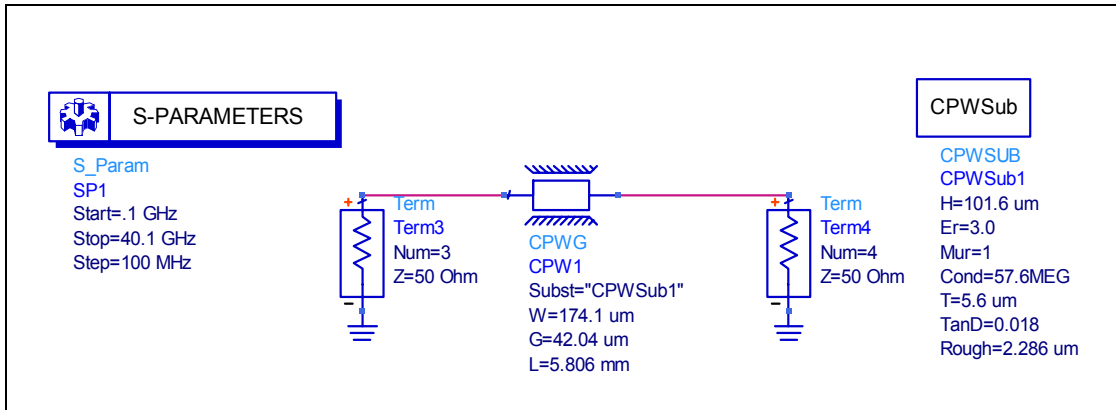 S-PARAMETERS
S_Param
SP1
Start=.1 GHz
Stop=40.1 GHz
Step=100 MHz
+
Term
Term3
Num=3
Z=50 Ohm
-
CPWG
CPW1
Subst="CPWSub1"
W=174.1 um
G=42.04 um
L=5.806 mm
+
Term
Term4
Num=4
Z=50 Ohm
-
CPWSub
CPWSUB
CPWSub1
H=101.6 um
Er=3.0
Mur=1
Cond=57.6MEG
T=5.6 um
TanD=0.018
Rough=2.286 um